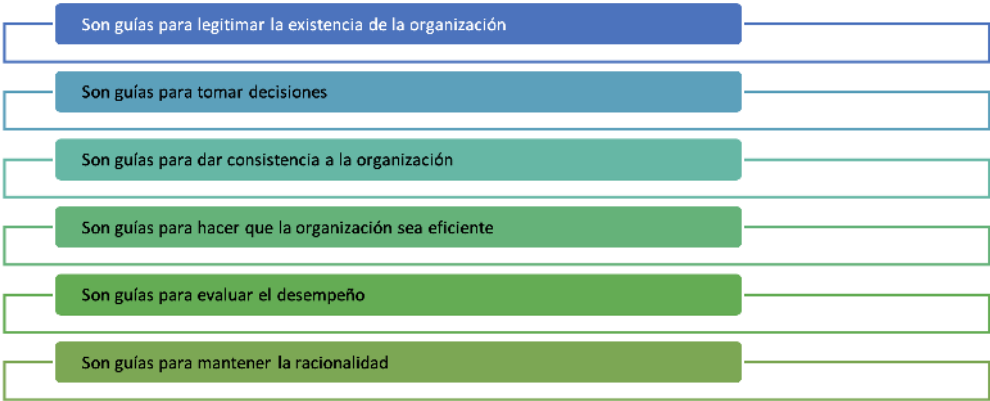 Son guías para legitimar la existencia de la organización
Son guías para tomar decisiones
Son guías para dar consistencia a la organización
Son guías para hacer que la organización sea eficiente
Son guías para evaluar el desempeño
Son guías para mantener la racionalidad